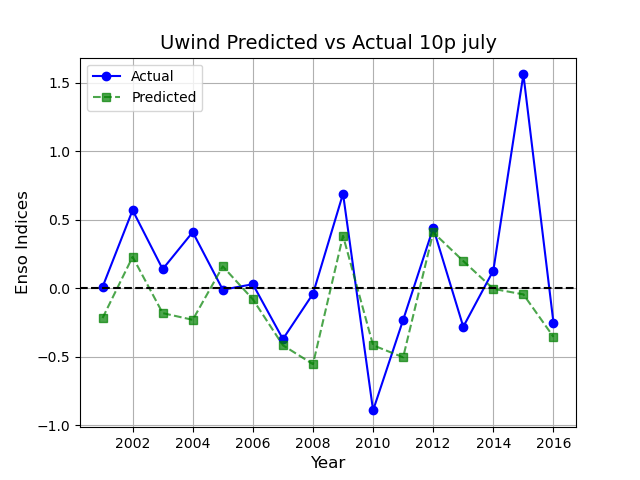 Uwind Predicted vs Actual 10p july
Actual
Predicted
Enso Indices
1.5
1.0
0.5
0.0
−0.5
−1.0
2002 2004 2006 2008 2010 2012 2014 2016
Year